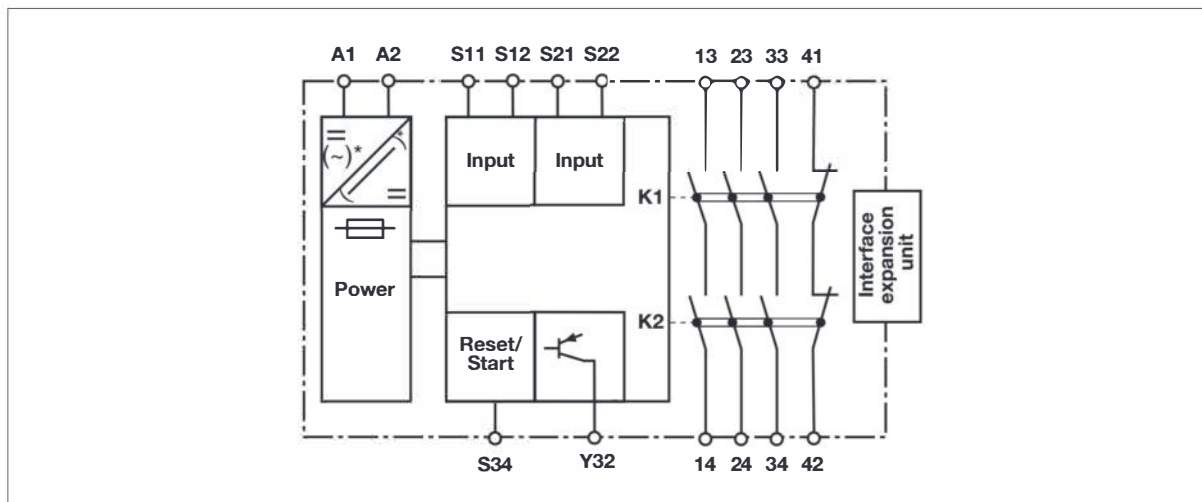 A1 A2 S11 S12 S21 S22 13 23 33 41
= (~)* =
Input Input
K1
Interface
expansion
unit
Power
K2
Reset/
Start
S34 Y32 14 24 34 42